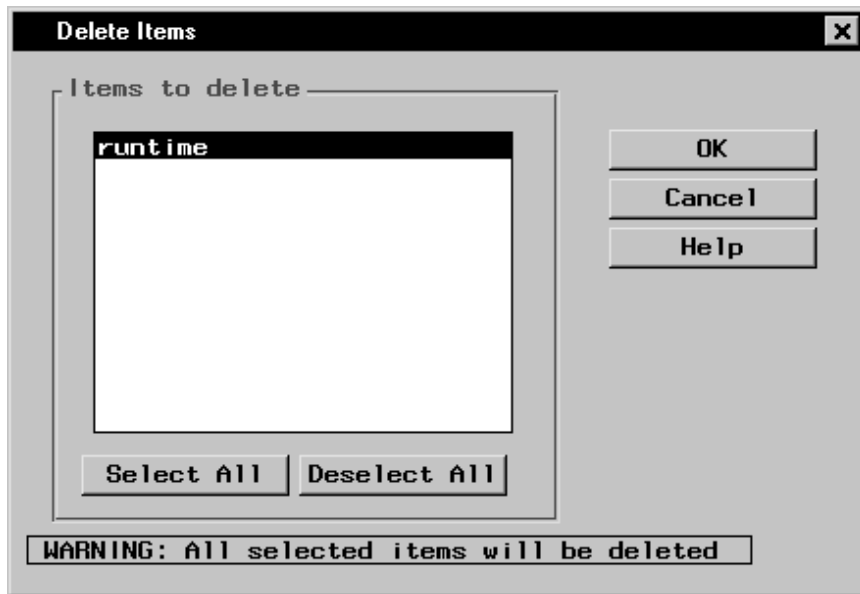 Delete Items
Items to delete
runtime
OK
Cancel
Help
Select All
Deselect All
WARNING: All selected items will be deleted